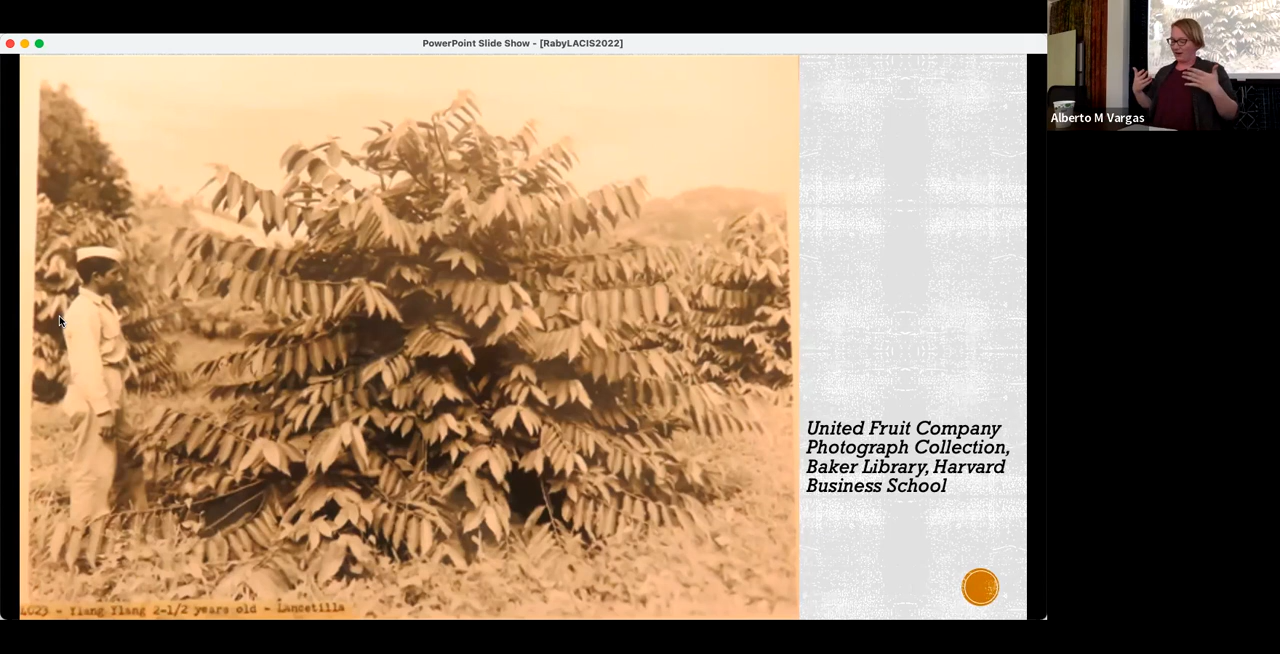 PowerPoint Slide Show - [RabyLACIS2022]
Alberto M Vargas
United Fruit Company
Photograph Collection,
Baker Library, Harvard
Business School
LC23 - Ylang Ylang 2-1/2 years old - Lancetilla